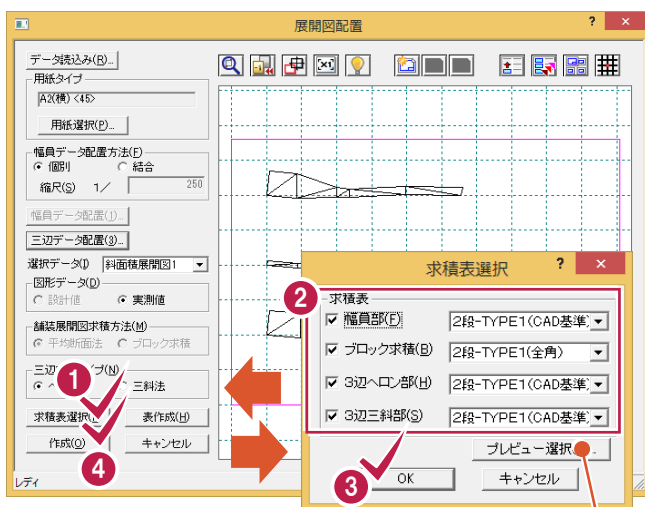 展開図配置
? ×
データ読込み(R)...
用紙タイプ
A2(横) <45>
用紙選択(P)...
幅員データ配置方法(F)
個別 結合
縮尺(S) 1/ 250
幅員データ配置(1)...
三辺データ配置(3)...
選択データ(J) 斜面積展開図1
図形データ(D)
設計値 実測値
舗装展開図求積方法(M)
平均断面法 ブロック求積
(N)
三斜法
1
求積表選択 表作成(H)
作成(O) キャンセル
4
レディ
求積表選択
? ×
2
求積表
幅員部(F) 2段-TYPE1(CAD基準)
ブロック求積(B) 2段-TYPE1(全角)
3辺ヘロン部(H) 2段-TYPE1(CAD基準)
3辺三斜部(S) 2段-TYPE1(CAD基準)
プレビュー選択
3
OK キャンセル